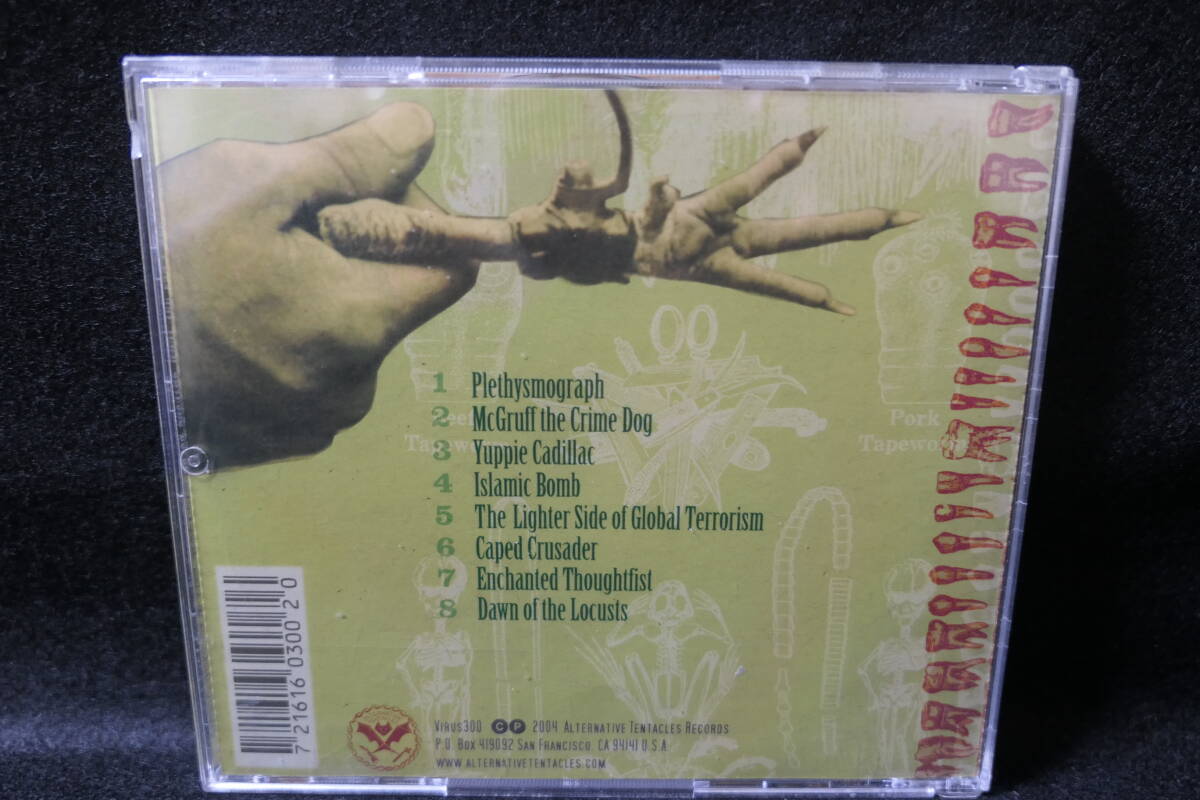 1 Plethysmograph
2 McGruff the Crime Dog
3 Yuppie Cadillac
4 Islamic Bomb
5 The Lighter Side of Global Terrorism
6 Caped Crusader
7 Enchanted Thoughtfist
8 Dawn of the Locusts
Pork
Tapeworm
7 21616 0300 2 0
Virus300 C P 2004 Alternative Tentacles Records
P.O. Box 419092 San Francisco, CA 94141 U.S.A.
www.alternativetentacles.com